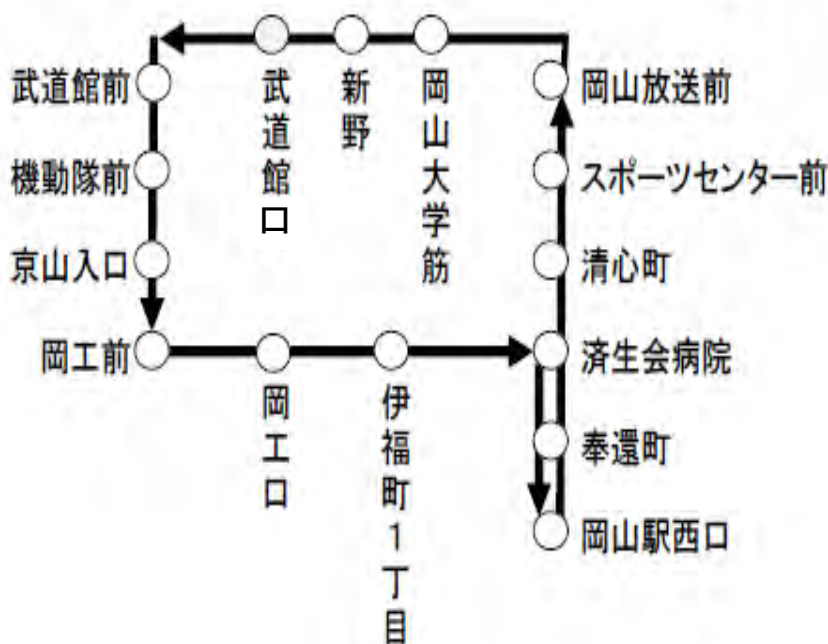 武道館前
機動隊前
京山入口
岡工前
武道館口
新野
岡山大学筋
岡山放送前
スポーツセンター前
清心町
済生会病院
奉還町
岡山駅西口
岡工口
伊福町1丁目